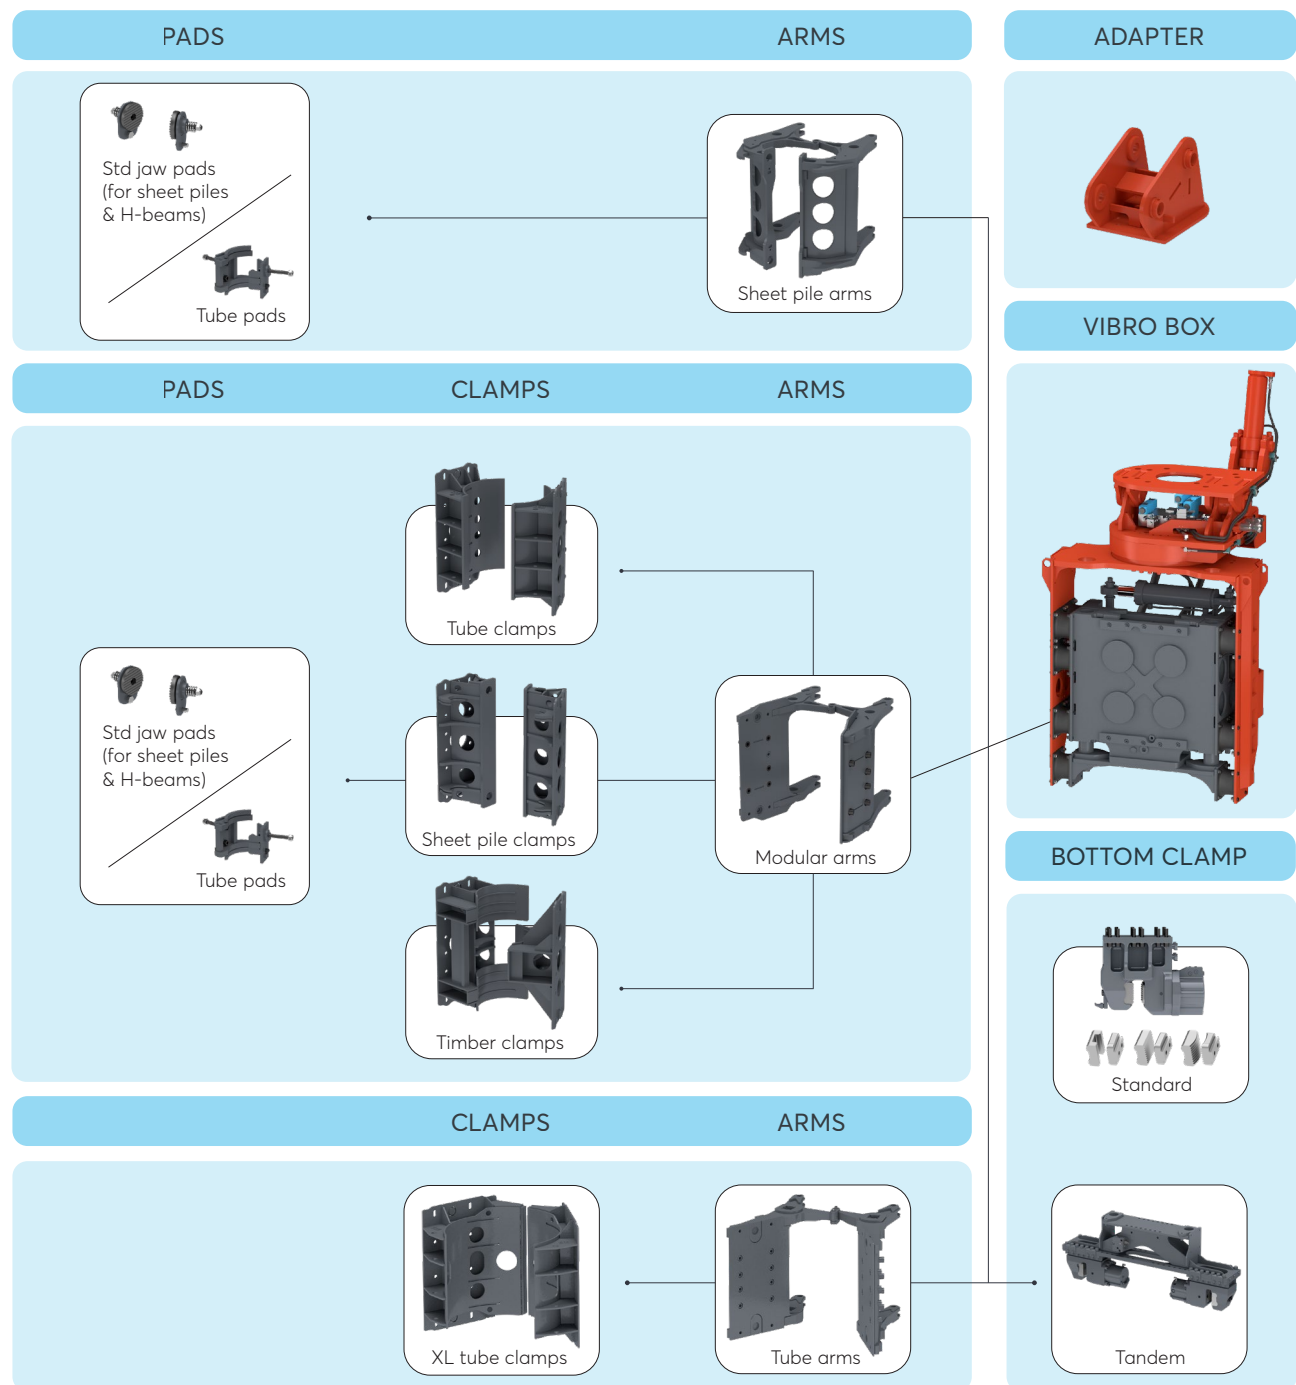 PADS
ARMS
ADAPTER
Std jaw pads
(for sheet piles
& H-beams)
Tube pads
Sheet pile arms
VIBRO BOX
PADS
CLAMPS
ARMS
Tube clamps
Std jaw pads
(for sheet piles
& H-beams)
Tube pads
Sheet pile clamps
Modular arms
Timber clamps
BOTTOM CLAMP
Standard
CLAMPS
ARMS
XL tube clamps
Tube arms
Tandem